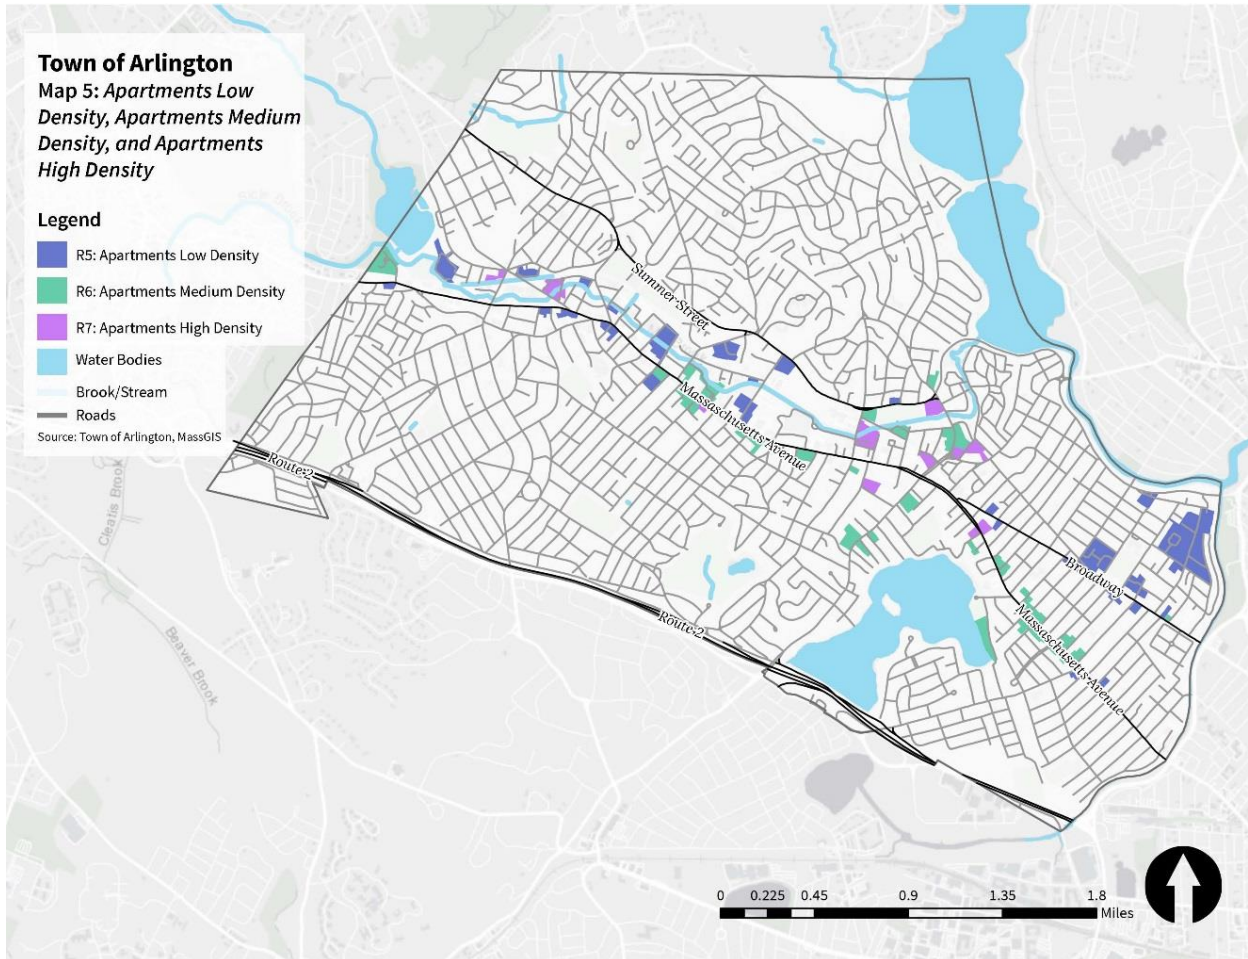 Town of Arlington
Map 5: Apartments Low
Density, Apartments Medium
Density, and Apartments
High Density
Legend
R5: Apartments Low Density
R6: Apartments Medium Density
R7: Apartments High Density
Water Bodies
Brook/Stream
Roads
Source: Town of Arlington, MassGIS
Summer Street
Massachusetts Avenue
Route 2
Cleatis Brook
Broadway
Route 2
Massachusetts Avenue
Beaver Brook
0 0.225 0.45 0.9 1.35 1.8
Miles